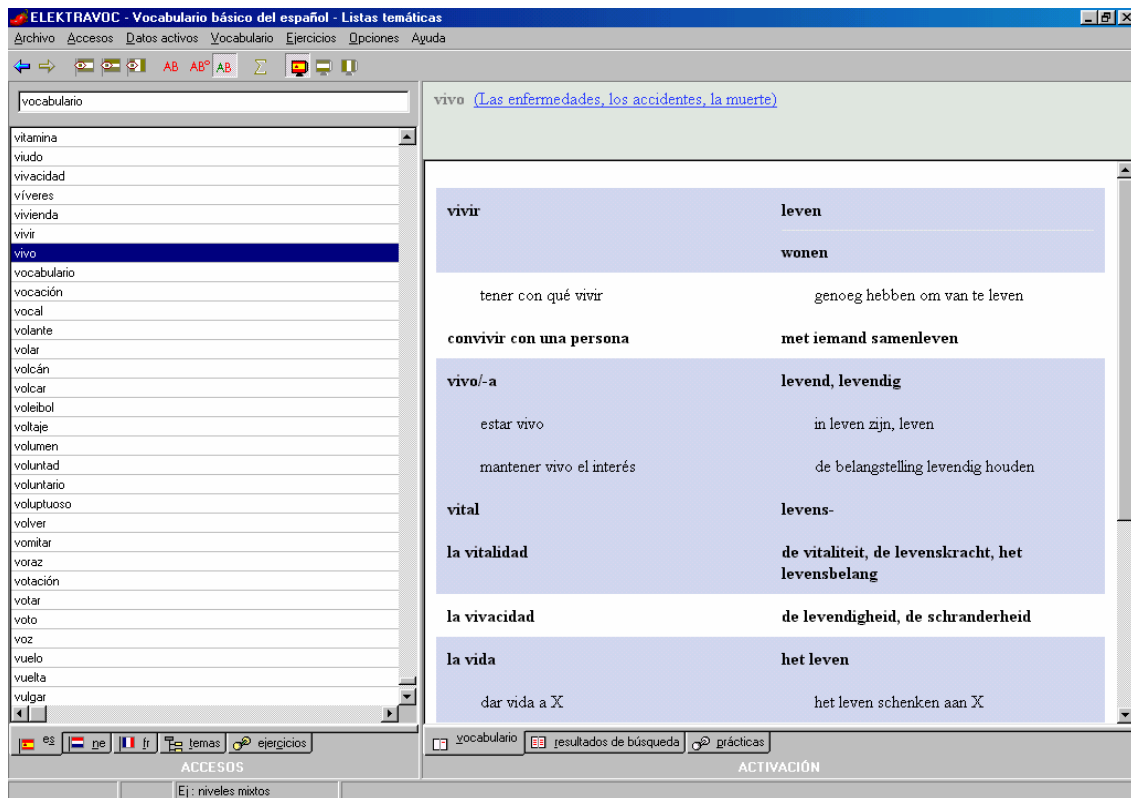 ELEKTRAVOC - Vocabulario básico del español - Listas temáticas
Archivo Accesos Datos activos Vocabulario Ejercicios Opciones Ayuda
AB ABº AB Σ
vocabulario
vitamina
viudo
vivacidad
víveres
vivienda
vivir
vivo
vocabulario
vocación
vocal
volante
volar
volcán
volcar
voleibol
voltaje
volumen
voluntad
voluntario
voluptuoso
volver
vomitar
voraz
votación
votar
voto
voz
vuelo
vuelta
vulgar
es ne fr temas ejercicios
ACCESOS
vivo (Las enfermedades, los accidentes, la muerte)
vivir leven
wonen
tener con qué vivir genoeg hebben om van te leven
convivir con una persona met iemand samenleven
vivo/-a levend, levendig
estar vivo in leven zijn, leven
mantener vivo el interés de belangstelling levendig houden
vital levens-
la vitalidad de vitaliteit, de levenskracht, het
levensbelang
la vivacidad de levendigheid, de schranderheid
la vida het leven
dar vida a X het leven schenken aan X
vocabulario resultados de búsqueda prácticas
ACTIVACIÓN
Ej : niveles mixtos